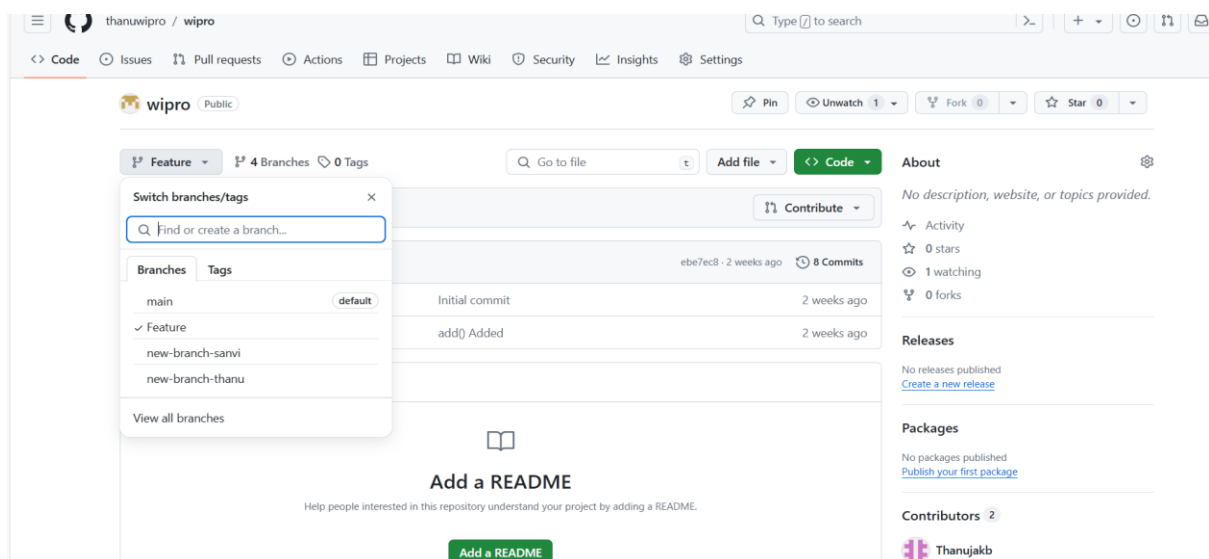 thanuwipro / wipro
Type / to search
Code Issues Pull requests Actions Projects Wiki Security Insights Settings
wipro Public
Pin Unwatch 1 Fork 0 Star 0
Feature 4 Branches 0 Tags
Go to file t Add file Code
Switch branches/tags
Find or create a branch...
Branches Tags
main default
Feature
new-branch-sanvi
new-branch-thanu
View all branches
Contribute
ebe7ec8 · 2 weeks ago 8 Commits
Initial commit 2 weeks ago
add() Added 2 weeks ago
Add a README
Help people interested in this repository understand your project by adding a README.
Add a README
About
No description, website, or topics provided.
Activity
0 stars
1 watching
0 forks
Releases
No releases published
Create a new release
Packages
No packages published
Publish your first package
Contributors 2
Thanujakb